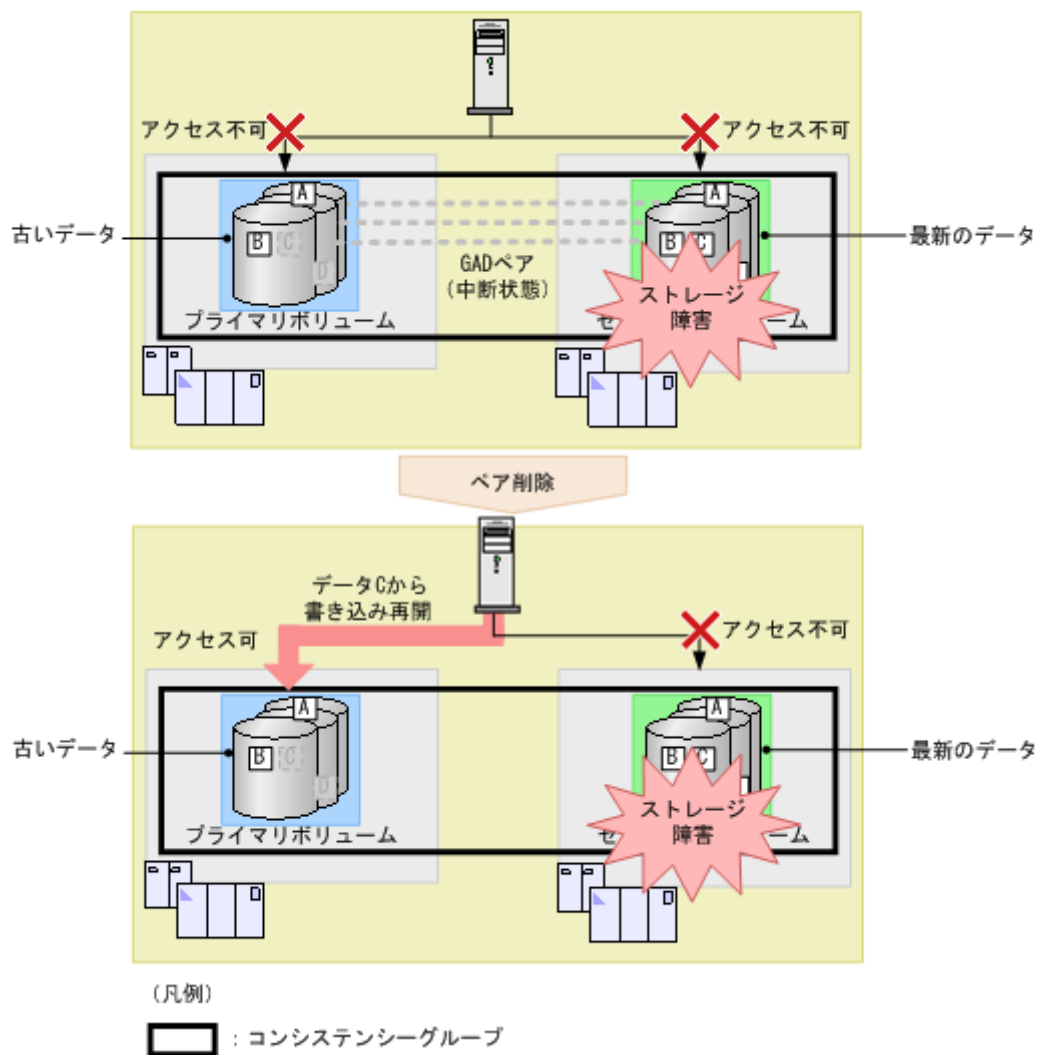 アクセス不可
アクセス不可
A
A
B
C
B
C
D
古いデータ
最新のデータ
GADペア
(中断状態)
ストレージ
障害
プライマリボリューム
セ
ーム
ペア削除
データCから
書き込み再開
アクセス可
アクセス不可
A
A
B
C
B
C
D
古いデータ
最新のデータ
ストレージ
障害
プライマリボリューム
セ
ーム
(凡例)
:コンシステンシーグループ